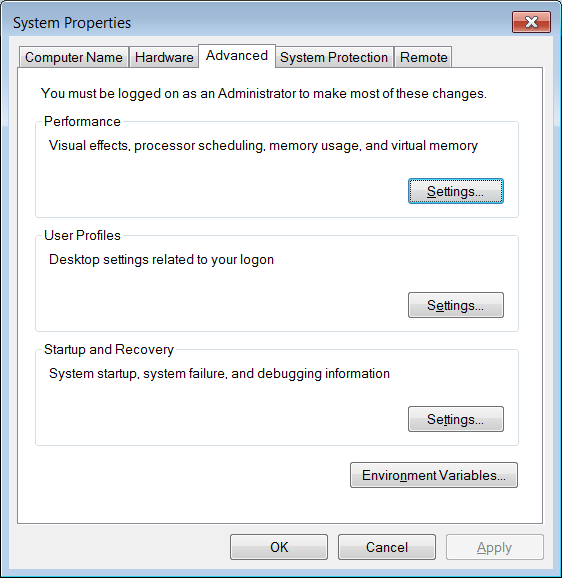 System Properties
Computer Name Hardware Advanced System Protection Remote
You must be logged on as an Administrator to make most of these changes.
Performance
Visual effects, processor scheduling, memory usage, and virtual memory
Settings...
User Profiles
Desktop settings related to your logon
Settings...
Startup and Recovery
System startup, system failure, and debugging information
Settings...
Environment Variables...
OK Cancel Apply